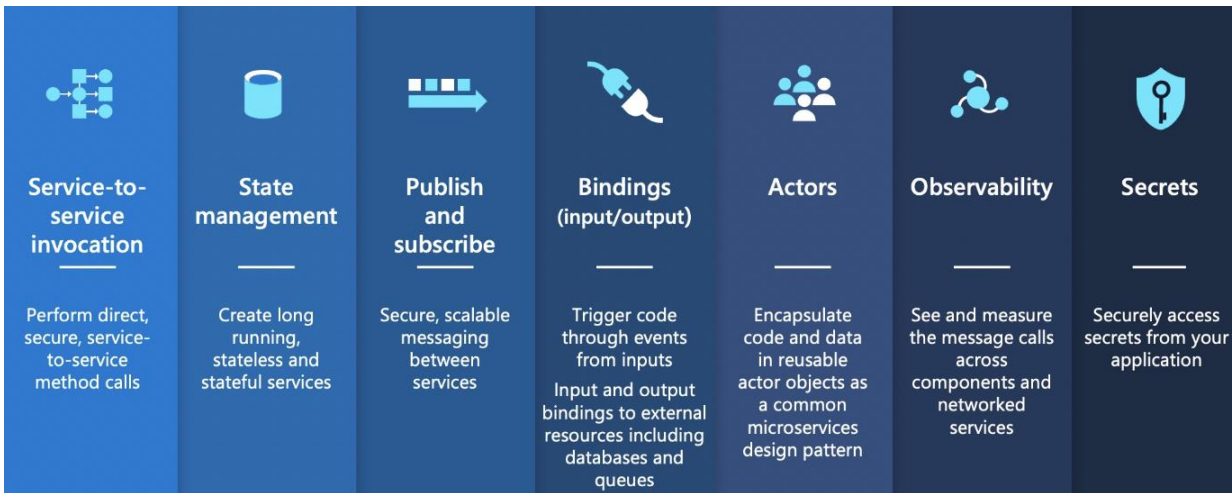 Service-to-
service
invocation
Perform direct,
secure, service-
to-service
method calls
State
management
Create long
running,
stateless and
stateful services
Publish
and
subscribe
Secure, scalable
messaging
between
services
Bindings
(input/output)
Trigger code
through events
from inputs
Input and output
bindings to external
resources including
databases and
queues
Actors
Encapsulate
code and data
in reusable
actor objects as
a common
microservices
design pattern
Observability
See and measure
the message calls
across
components and
networked
services
Secrets
Securely access
secrets from your
application